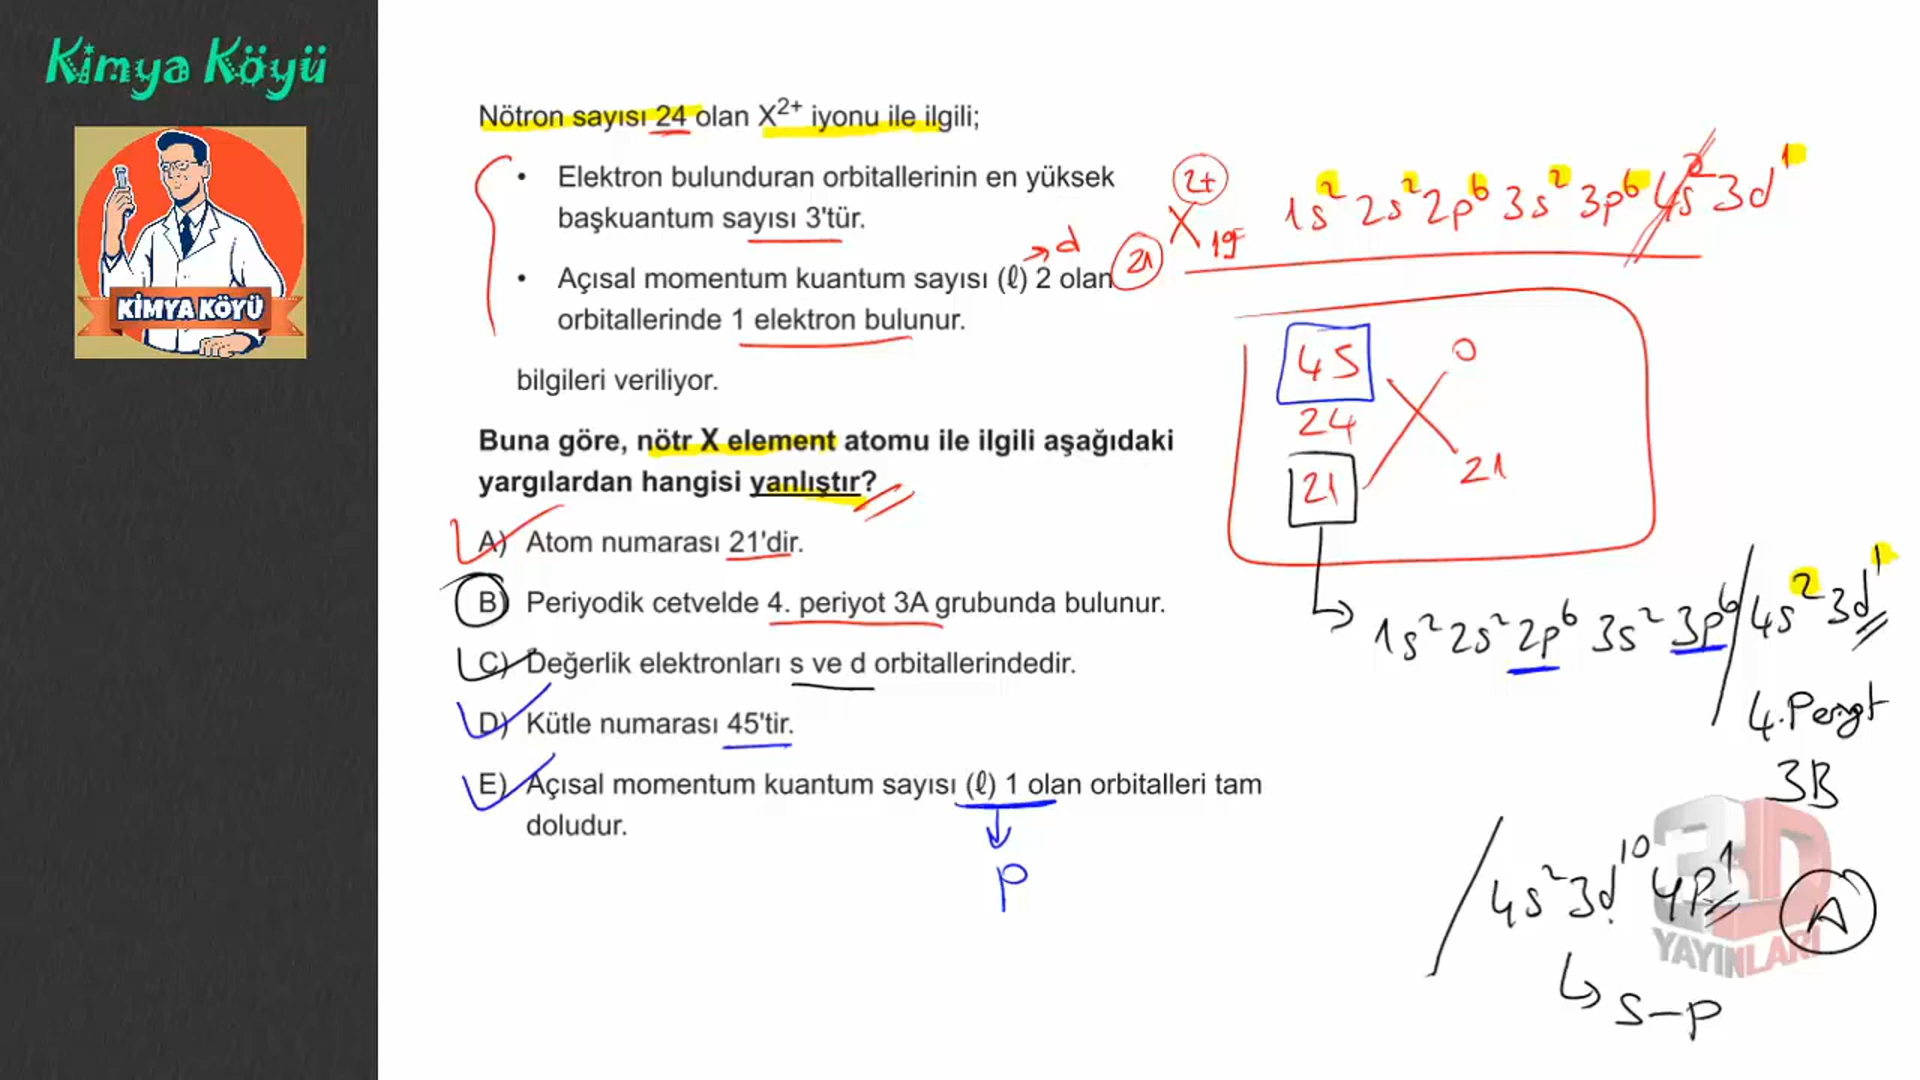 Kimya Köyü
KİMYA KÖYÜ
Nötron sayısı 24 olan X²⁺ iyonu ile ilgili;
• Elektron bulunduran orbitallerinin en yüksek
başkuantum sayısı 3'tür.
→ d
• Açısal momentum kuantum sayısı (ℓ) 2 olan
orbitallerinde 1 elektron bulunur.
bilgileri veriliyor.
Buna göre, nötr X element atomu ile ilgili aşağıdaki
yargılardan hangisi yanlıştır?
A) Atom numarası 21'dir.
B) Periyodik cetvelde 4. periyot 3A grubunda bulunur.
C) Değerlik elektronları s ve d orbitallerindedir.
D) Kütle numarası 45'tir.
E) Açısal momentum kuantum sayısı (ℓ) 1 olan orbitalleri tam
doludur.
p
2+
X
21
1s² 2s² 2p⁶ 3s² 3p⁶ 4s² 3d¹
45 0
24
21 21
1s² 2s² 2p⁶ 3s² 3p⁶ / 4s² 3d¹
4. Periyot
3B
/ 4s² 3d¹⁰ 4p¹ A
s-p
3D
YAYINLARI